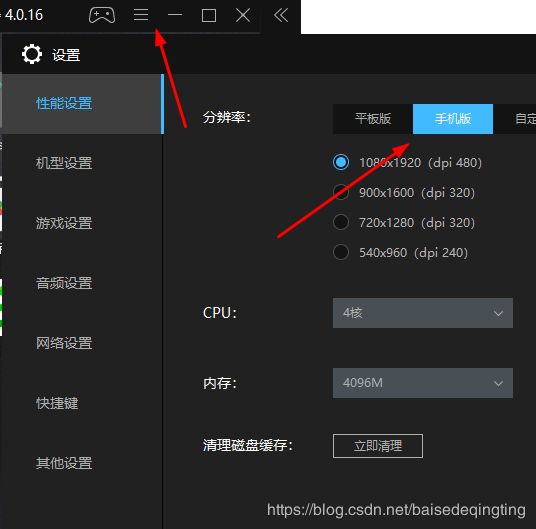 4.0.16
设置
性能设置
机型设置
游戏设置
音频设置
网络设置
快捷键
其他设置
分辨率：
平板版 手机版 自定
1080x1920（dpi 480）
900x1600（dpi 320）
720x1280（dpi 320）
540x960（dpi 240）
CPU：
4核
内存：
4096M
清理磁盘缓存：
立即清理
https://blog.csdn.net/baisedeqingting